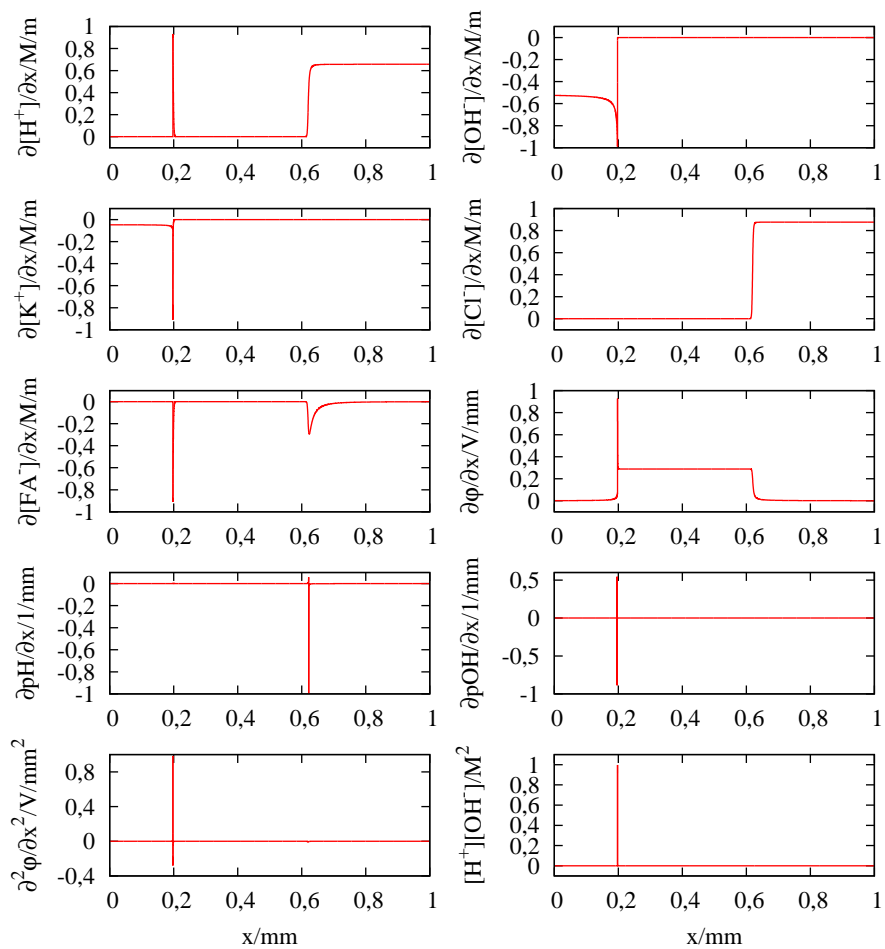 ∂[H⁺]/∂x/M/m
1
0,8
0,6
0,4
0,2
0
0 0,2 0,4 0,6 0,8 1
∂[OH⁻]/∂x/M/m
0
-0,2
-0,4
-0,6
-0,8
-1
0 0,2 0,4 0,6 0,8 1
∂[K⁺]/∂x/M/m
0
-0,2
-0,4
-0,6
-0,8
-1
0 0,2 0,4 0,6 0,8 1
∂[Cl⁻]/∂x/M/m
1
0,8
0,6
0,4
0,2
0
0 0,2 0,4 0,6 0,8 1
∂[FA⁻]/∂x/M/m
0
-0,2
-0,4
-0,6
-0,8
-1
0 0,2 0,4 0,6 0,8 1
∂φ/∂x/V/mm
1
0,8
0,6
0,4
0,2
0
0 0,2 0,4 0,6 0,8 1
∂pH/∂x/1/mm
0
-0,2
-0,4
-0,6
-0,8
-1
0 0,2 0,4 0,6 0,8 1
∂pOH/∂x/1/mm
0,5
0
-0,5
-1
0 0,2 0,4 0,6 0,8 1
∂²φ/∂x²/V/mm²
0,8
0,4
0
-0,4
0 0,2 0,4 0,6 0,8 1
x/mm
[H⁺][OH⁻]/M²
1
0,8
0,6
0,4
0,2
0
0 0,2 0,4 0,6 0,8 1
x/mm